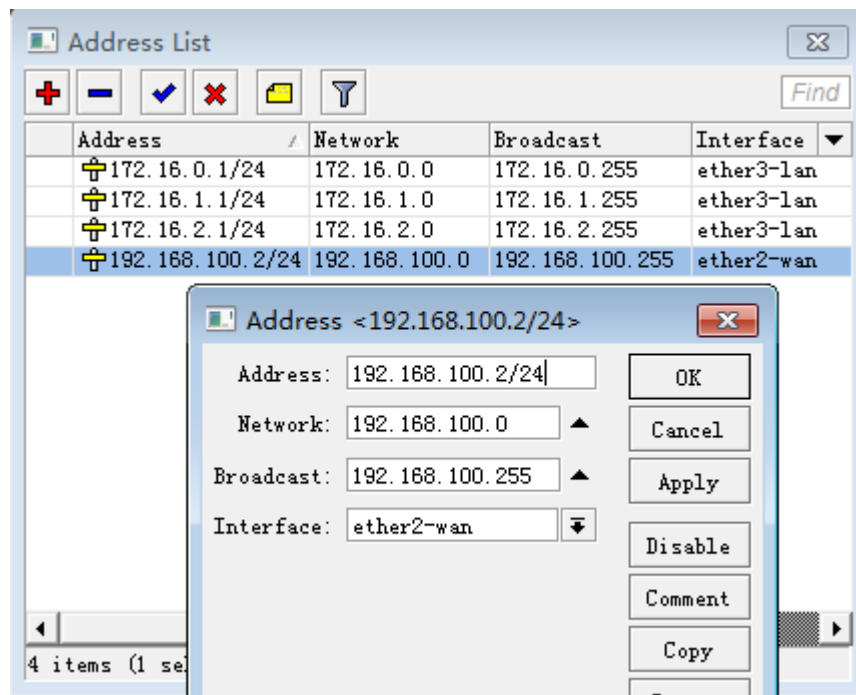 Address List
Find
Address Network Broadcast Interface
172.16.0.1/24 172.16.0.0 172.16.0.255 ether3-lan
172.16.1.1/24 172.16.1.0 172.16.1.255 ether3-lan
172.16.2.1/24 172.16.2.0 172.16.2.255 ether3-lan
192.168.100.2/24 192.168.100.0 192.168.100.255 ether2-wan
Address <192.168.100.2/24>
Address: 192.168.100.2/24 OK
Network: 192.168.100.0 Cancel
Broadcast: 192.168.100.255 Apply
Interface: ether2-wan
Disable
Comment
Copy
4 items (1 se